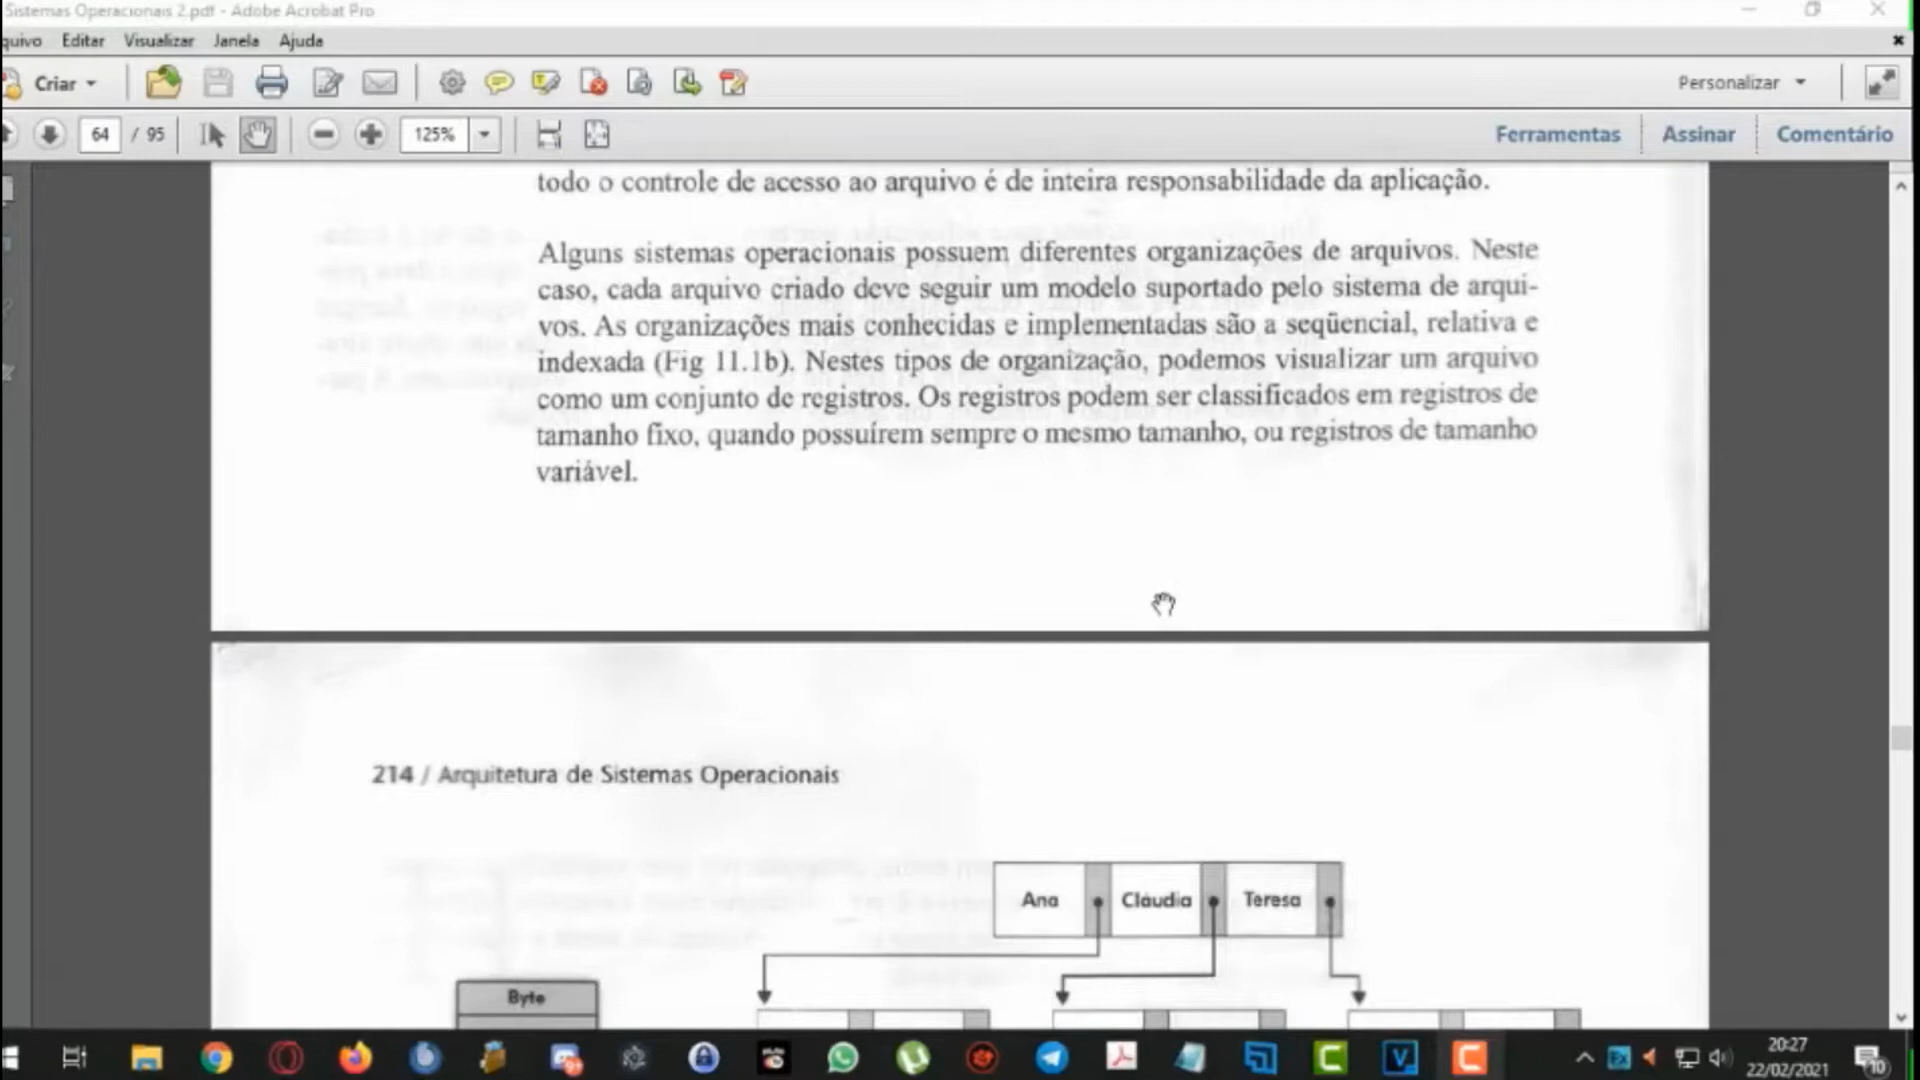 Sistemas Operacionais 2.pdf - Adobe Acrobat Pro
quivo Editar Visualizar Janela Ajuda
Criar
Personalizar
64 / 95
125%
Ferramentas Assinar Comentário
todo o controle de acesso ao arquivo é de inteira responsabilidade da aplicação.
Alguns sistemas operacionais possuem diferentes organizações de arquivos. Neste
caso, cada arquivo criado deve seguir um modelo suportado pelo sistema de arqui-
vos. As organizações mais conhecidas e implementadas são a seqüencial, relativa e
indexada (Fig 11.1b). Nestes tipos de organização, podemos visualizar um arquivo
como um conjunto de registros. Os registros podem ser classificados em registros de
tamanho fixo, quando possuírem sempre o mesmo tamanho, ou registros de tamanho
variável.
214 / Arquitetura de Sistemas Operacionais
Ana Cláudia Teresa
Byte
20:27
22/02/2021
10